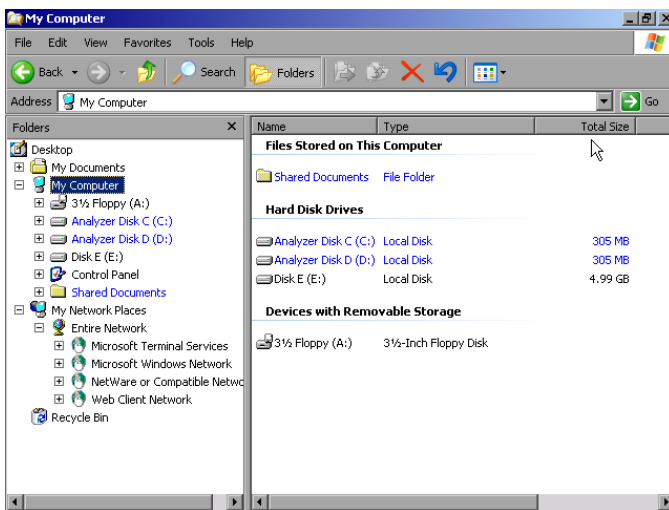 My Computer
File Edit View Favorites Tools Help
Back Search Folders
Address My Computer Go
Folders
Desktop
My Documents
My Computer
3½ Floppy (A:)
Analyzer Disk C (C:)
Analyzer Disk D (D:)
Disk E (E:)
Control Panel
Shared Documents
My Network Places
Entire Network
Microsoft Terminal Services
Microsoft Windows Network
NetWare or Compatible Netwo
Web Client Network
Recycle Bin
Name Type Total Size
Files Stored on This Computer
Shared Documents File Folder
Hard Disk Drives
Analyzer Disk C (C:) Local Disk 305 MB
Analyzer Disk D (D:) Local Disk 305 MB
Disk E (E:) Local Disk 4.99 GB
Devices with Removable Storage
3½ Floppy (A:) 3½-Inch Floppy Disk